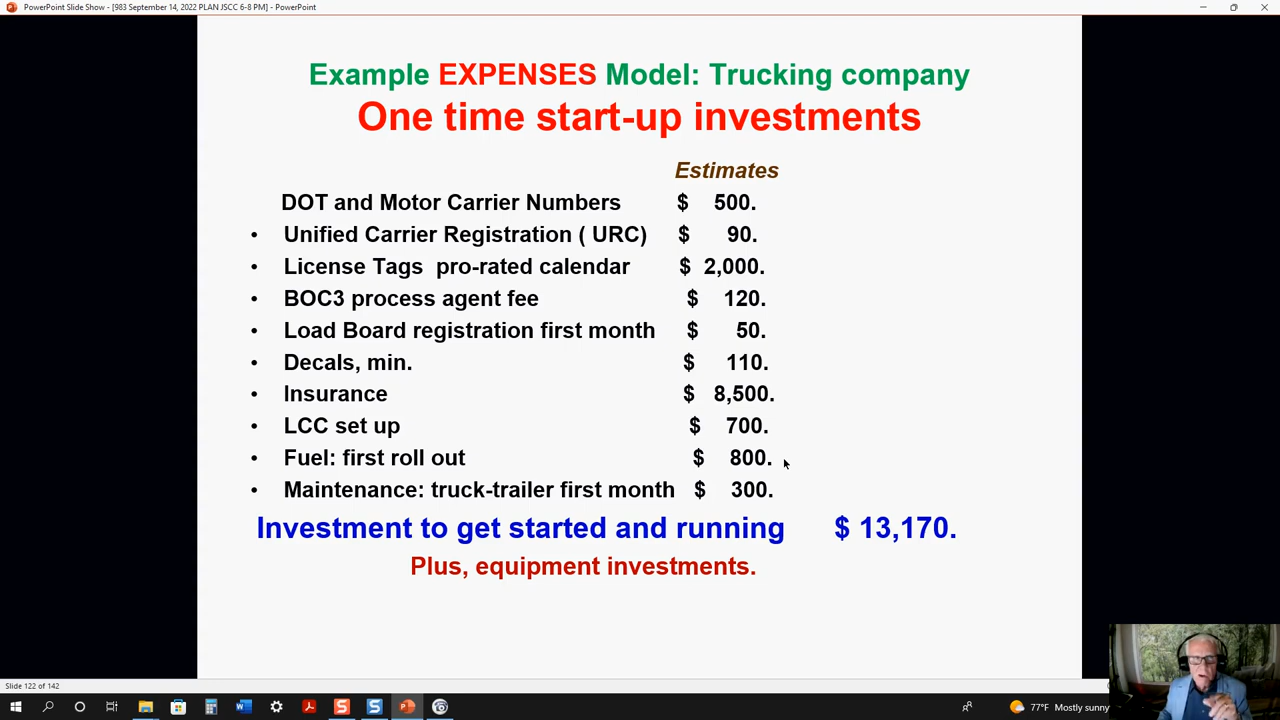 PowerPoint Slide Show - [983 September 14, 2022 PLAN JSCC 6-8 PM] - PowerPoint
Example EXPENSES Model: Trucking company
One time start-up investments
Estimates
DOT and Motor Carrier Numbers $ 500.
• Unified Carrier Registration ( URC) $ 90.
• License Tags pro-rated calendar $ 2,000.
• BOC3 process agent fee $ 120.
• Load Board registration first month $ 50.
• Decals, min. $ 110.
• Insurance $ 8,500.
• LCC set up $ 700.
• Fuel: first roll out $ 800.
• Maintenance: truck-trailer first month $ 300.
Investment to get started and running $ 13,170.
Plus, equipment investments.
Slide 122 of 142
77°F Mostly sunny